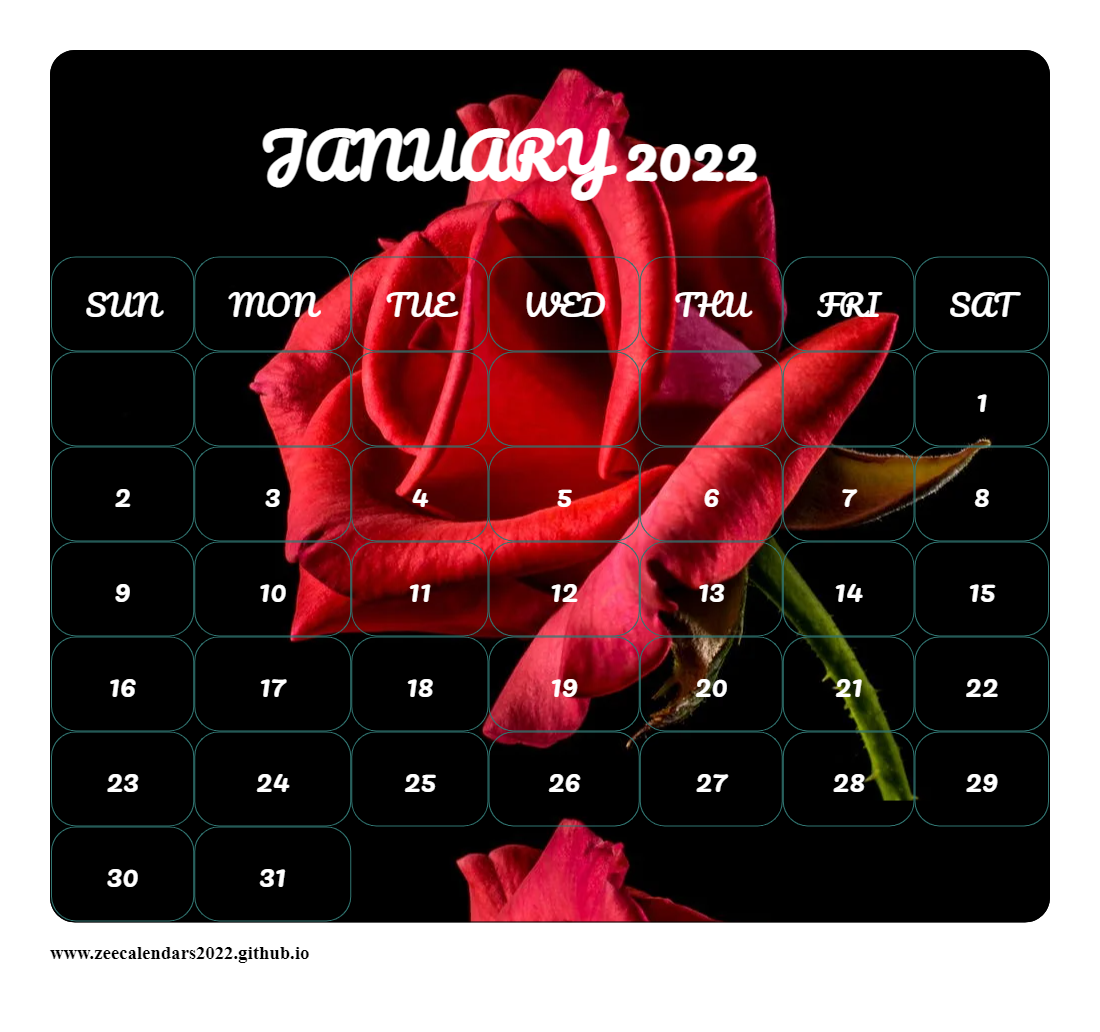 JANUARY 2022
SUN MON TUE WED THU FRI SAT
1
2 3 4 5 6 7 8
9 10 11 12 13 14 15
16 17 18 19 20 21 22
23 24 25 26 27 28 29
30 31
www.zeecalendars2022.github.io